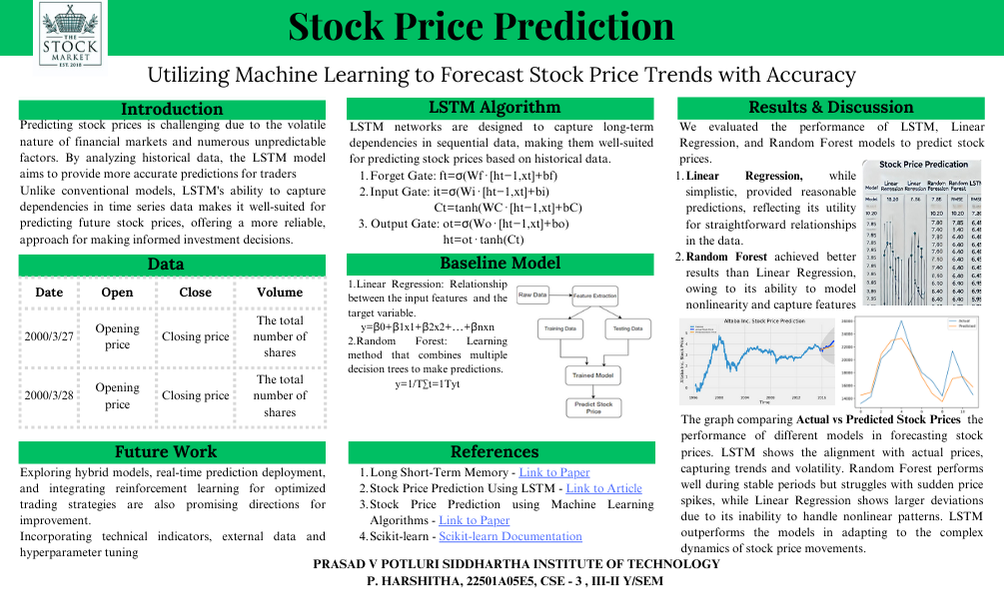 THE
STOCK
MARKET
EST. 2018
Stock Price Prediction
Utilizing Machine Learning to Forecast Stock Price Trends with Accuracy
Introduction
Predicting stock prices is challenging due to the volatile
nature of financial markets and numerous unpredictable
factors. By analyzing historical data, the LSTM model
aims to provide more accurate predictions for traders
Unlike conventional models, LSTM's ability to capture
dependencies in time series data makes it well-suited for
predicting future stock prices, offering a more reliable,
approach for making informed investment decisions.
Data
Date Open Close Volume
2000/3/27 Opening price Closing price The total number of shares
2000/3/28 Opening price Closing price The total number of shares
Future Work
Exploring hybrid models, real-time prediction deployment,
and integrating reinforcement learning for optimized
trading strategies are also promising directions for
improvement.
Incorporating technical indicators, external data and
hyperparameter tuning
LSTM Algorithm
LSTM networks are designed to capture long-term
dependencies in sequential data, making them well-suited
for predicting stock prices based on historical data.
1. Forget Gate: ft=σ(Wf·[ht−1,xt]+bf)
2. Input Gate: it=σ(Wi·[ht−1,xt]+bi)
Ct=tanh(WC·[ht−1,xt]+bC)
3. Output Gate: ot=σ(Wo·[ht−1,xt]+bo)
ht=ot·tanh(Ct)
Baseline Model
1.Linear Regression: Relationship
between the input features and the
target variable.
y=β0+β1x1+β2x2+…+βnxn
2.Random Forest: Learning
method that combines multiple
decision trees to make predictions.
y=1/T∑t=1Tyt
Raw Data
Feature Extraction
Training Data
Testing Data
Trained Model
Predict Stock
Price
References
1. Long Short-Term Memory - Link to Paper
2. Stock Price Prediction Using LSTM - Link to Article
3. Stock Price Prediction using Machine Learning
Algorithms - Link to Paper
4. Scikit-learn - Scikit-learn Documentation
Results & Discussion
We evaluated the performance of LSTM, Linear
Regression, and Random Forest models to predict stock
prices.
1. Linear Regression, while
simplistic, provided reasonable
predictions, reflecting its utility
for straightforward relationships
in the data.
2. Random Forest achieved better
results than Linear Regression,
owing to its ability to model
nonlinearity and capture features
Stock Price Predication
Model
Altaba Inc. Stock Price Prediction
Time
Actual
Predicted
The graph comparing Actual vs Predicted Stock Prices the
performance of different models in forecasting stock
prices. LSTM shows the alignment with actual prices,
capturing trends and volatility. Random Forest performs
well during stable periods but struggles with sudden price
spikes, while Linear Regression shows larger deviations
due to its inability to handle nonlinear patterns. LSTM
outperforms the models in adapting to the complex
dynamics of stock price movements.
PRASAD V POTLURI SIDDHARTHA INSTITUTE OF TECHNOLOGY
P. HARSHITHA, 22501A05E5, CSE - 3 , III-II Y/SEM